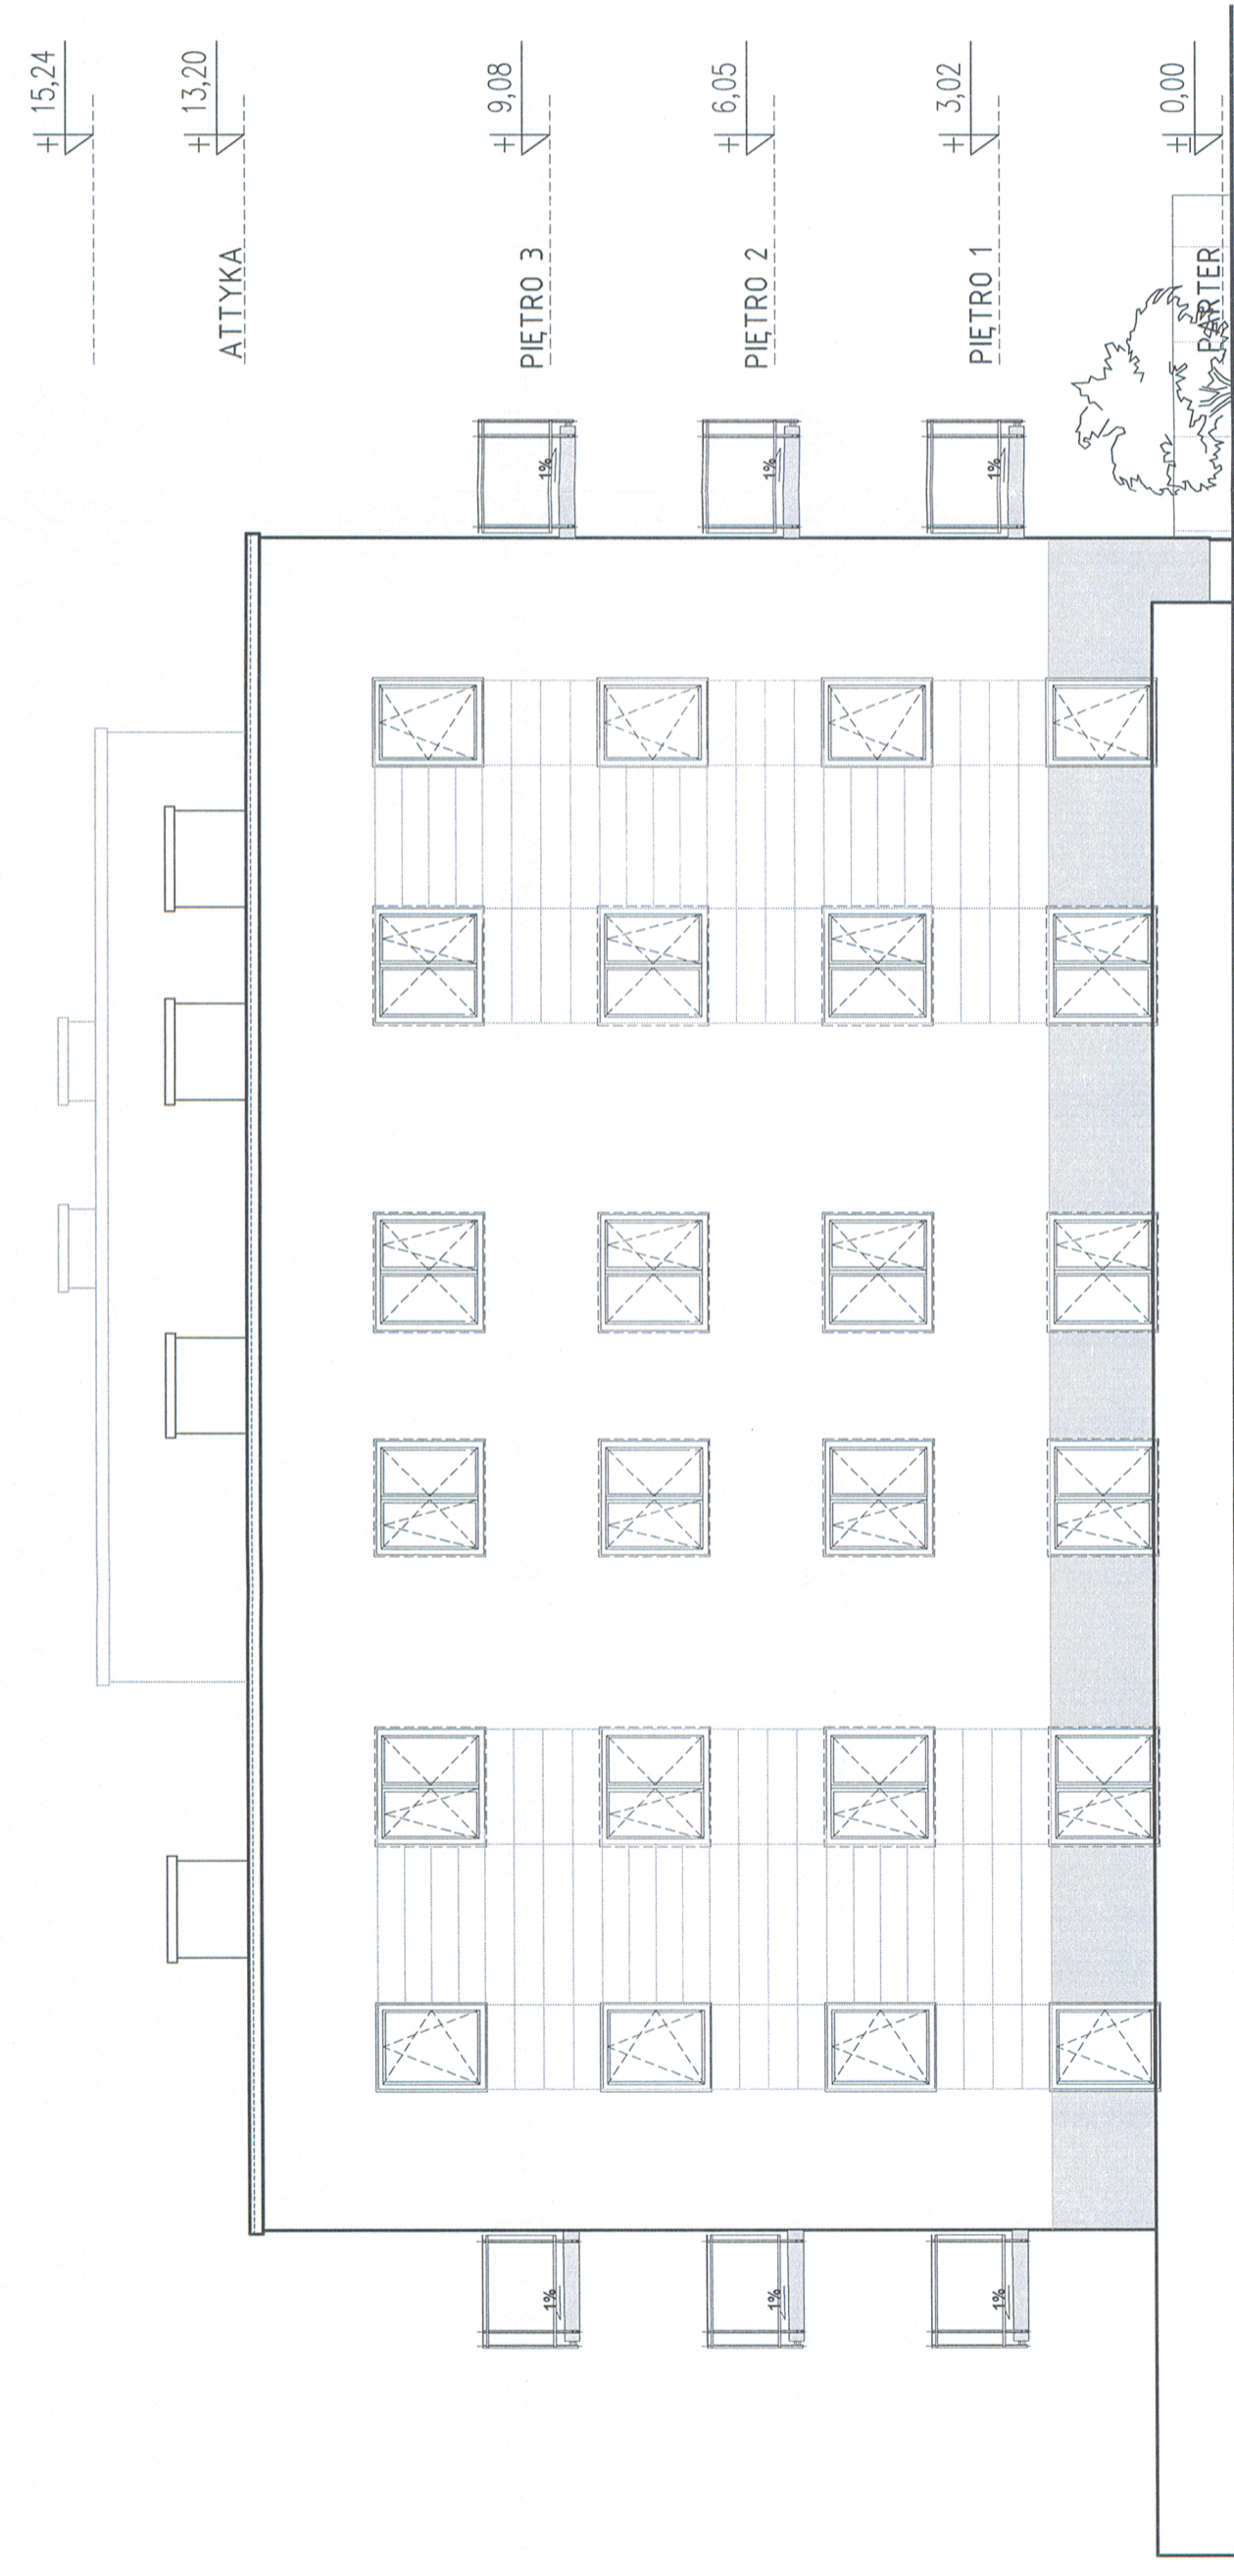 + 15,24
ATTYKA + 13,20
PIĘTRO 3 + 9,08
1%
1%
PIĘTRO 2 + 6,05
1%
1%
PIĘTRO 1 + 3,02
1%
1%
PARTER ± 0,00